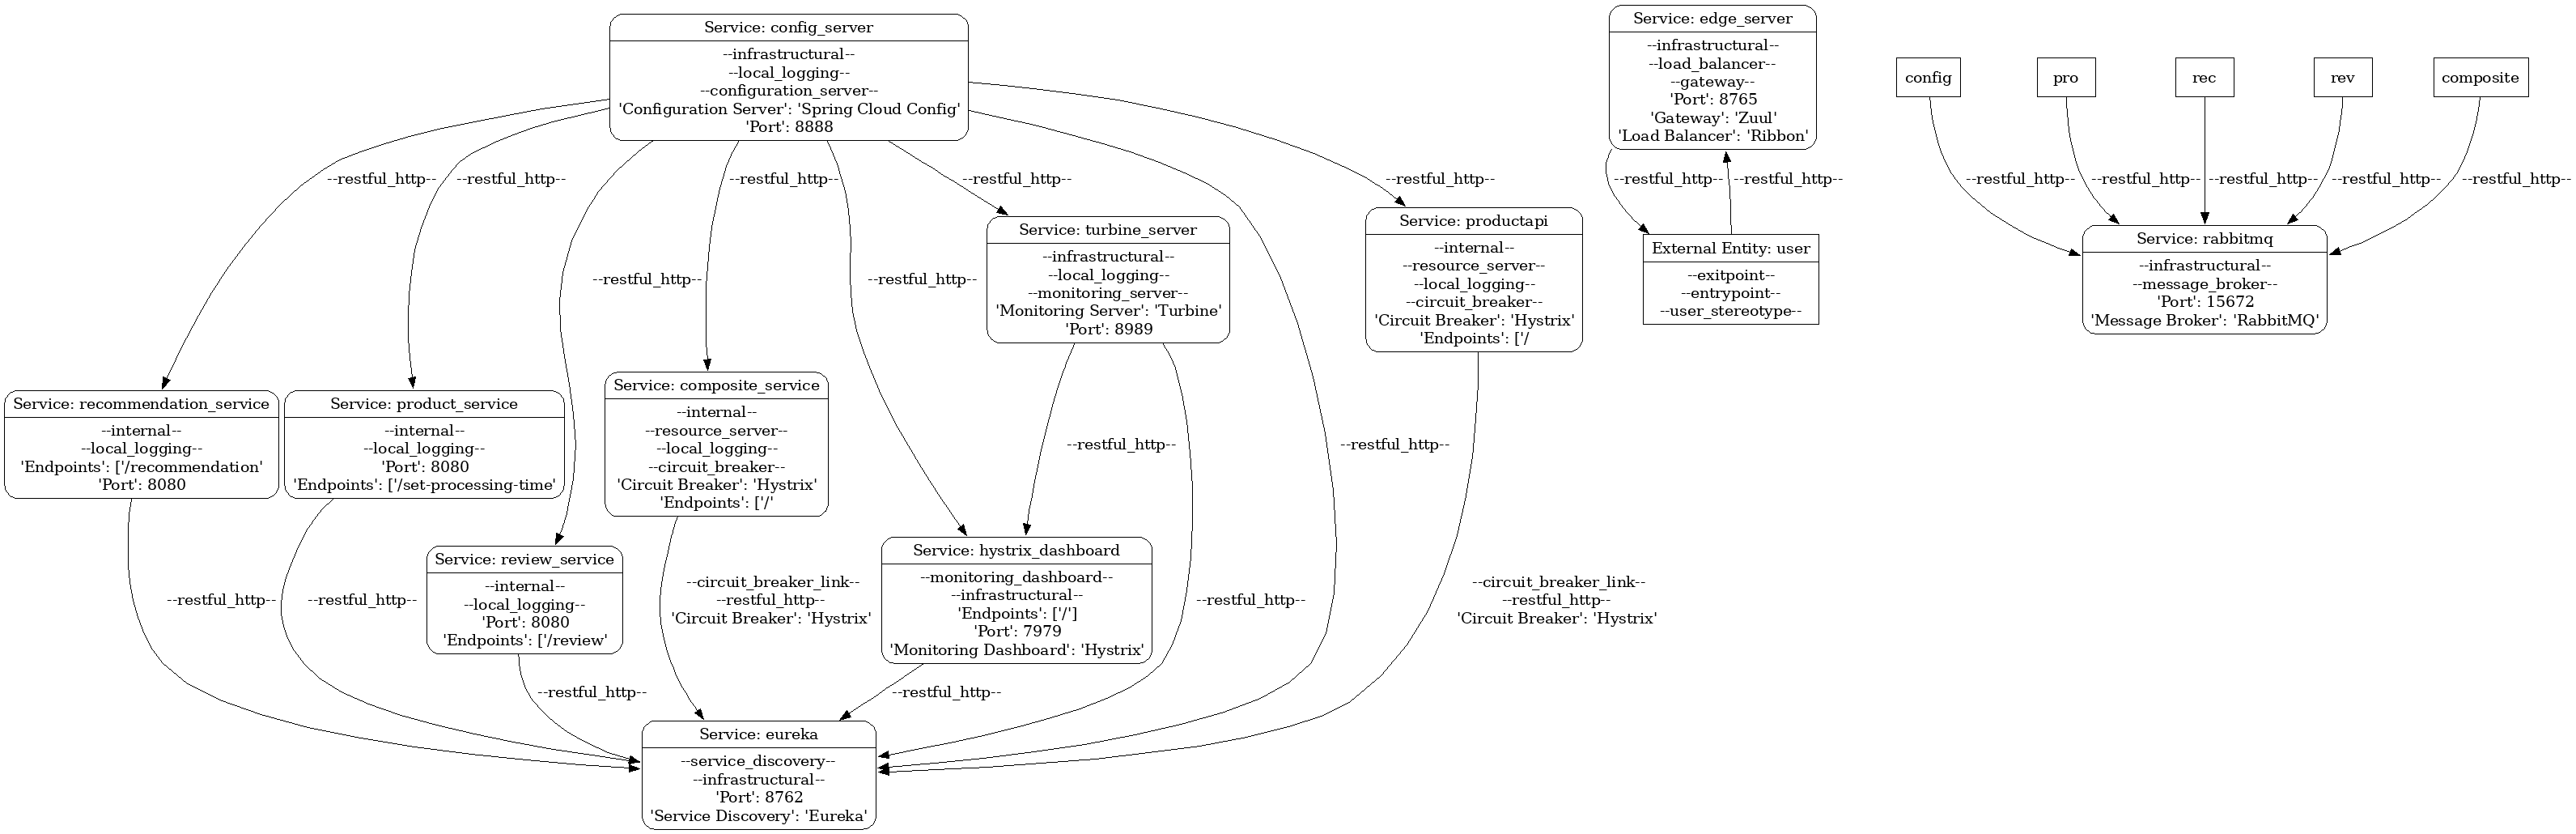 Service: config_server
--infrastructural--
--local_logging--
--configuration_server--
'Configuration Server': 'Spring Cloud Config'
'Port': 8888
Service: edge_server
--infrastructural--
--load_balancer--
--gateway--
'Port': 8765
'Gateway': 'Zuul'
'Load Balancer': 'Ribbon'
config
pro
rec
rev
composite
--restful_http--
--restful_http--
--restful_http--
--restful_http--
--restful_http--
--restful_http--
--restful_http--
--restful_http--
--restful_http--
--restful_http--
--restful_http--
--restful_http--
Service: turbine_server
--infrastructural--
--local_logging--
--monitoring_server--
'Monitoring Server': 'Turbine'
'Port': 8989
Service: productapi
--internal--
--resource_server--
--local_logging--
--circuit_breaker--
'Circuit Breaker': 'Hystrix'
'Endpoints': ['/
External Entity: user
--exitpoint--
--entrypoint--
--user_stereotype--
Service: rabbitmq
--infrastructural--
--message_broker--
'Port': 15672
'Message Broker': 'RabbitMQ'
--restful_http--
--restful_http--
Service: recommendation_service
--internal--
--local_logging--
'Endpoints': ['/recommendation'
'Port': 8080
Service: product_service
--internal--
--local_logging--
'Port': 8080
'Endpoints': ['/set-processing-time'
Service: composite_service
--internal--
--resource_server--
--local_logging--
--circuit_breaker--
'Circuit Breaker': 'Hystrix'
'Endpoints': ['/'
--restful_http--
--restful_http--
Service: review_service
--internal--
--local_logging--
'Port': 8080
'Endpoints': ['/review'
Service: hystrix_dashboard
--monitoring_dashboard--
--infrastructural--
'Endpoints': ['/']
'Port': 7979
'Monitoring Dashboard': 'Hystrix'
--restful_http--
--restful_http--
--circuit_breaker_link--
--restful_http--
'Circuit Breaker': 'Hystrix'
--restful_http--
--circuit_breaker_link--
--restful_http--
'Circuit Breaker': 'Hystrix'
--restful_http--
--restful_http--
Service: eureka
--service_discovery--
--infrastructural--
'Port': 8762
'Service Discovery': 'Eureka'